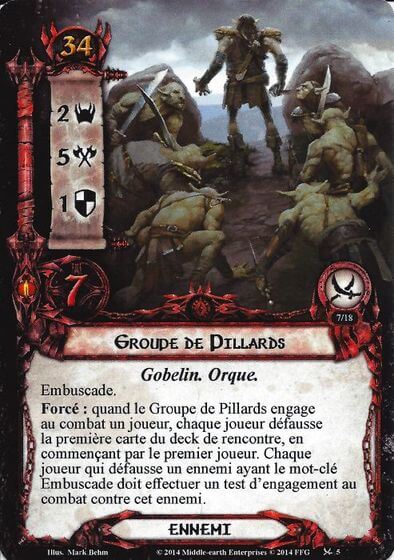 34
2
5
1
7
7/18
Groupe de Pillards
Gobelin. Orque.
Embuscade.
Forcé : quand le Groupe de Pillards engage
au combat un joueur, chaque joueur défausse
la première carte du deck de rencontre, en
commençant par le premier joueur. Chaque
joueur qui défausse un ennemi ayant le mot-clé
Embuscade doit effectuer un test d'engagement au
combat contre cet ennemi.
ENNEMI
Illus. Mark Behm © 2014 Middle-earth Enterprises © 2014 FFG 5